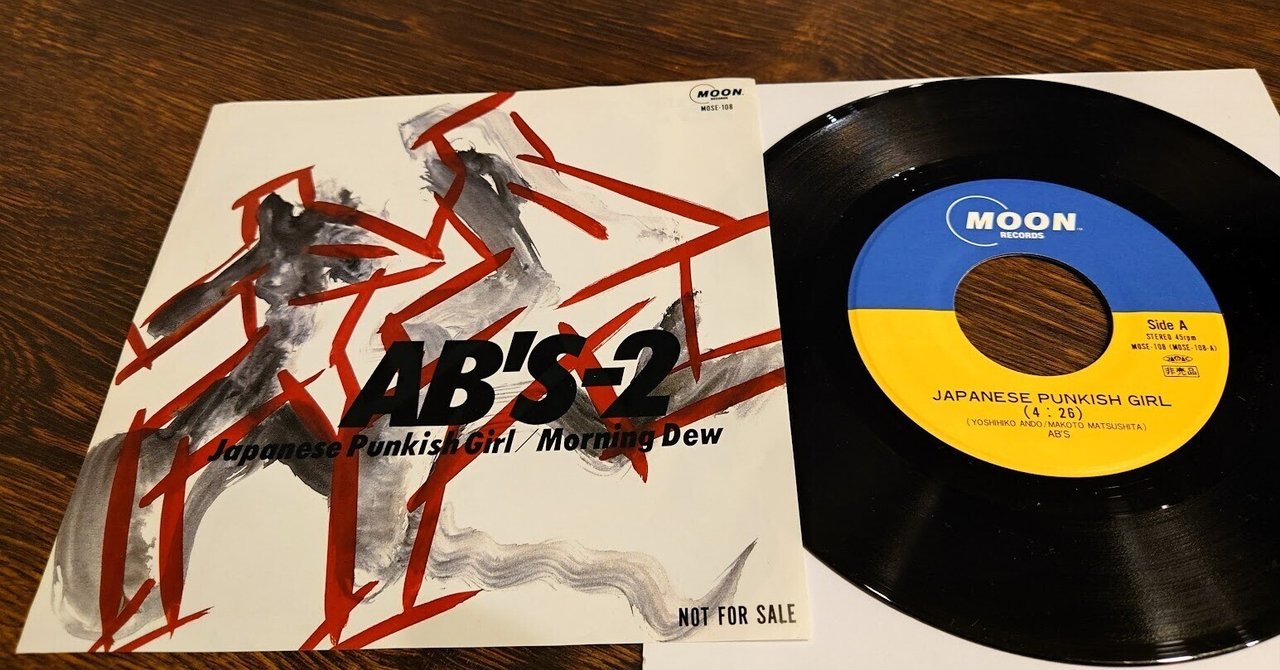 MOON
RECORDS
MOSE-108
AB'S-2
Japanese Punkish Girl / Morning Dew
NOT FOR SALE
MOON
RECORDS
Side A
STEREO 45rpm
MOSE-108 (MOSE-108-A)
非売品
JAPANESE PUNKISH GIRL
(4:26)
(YOSHIHIKO ANDO/MAKOTO MATSUSHITA)
AB'S